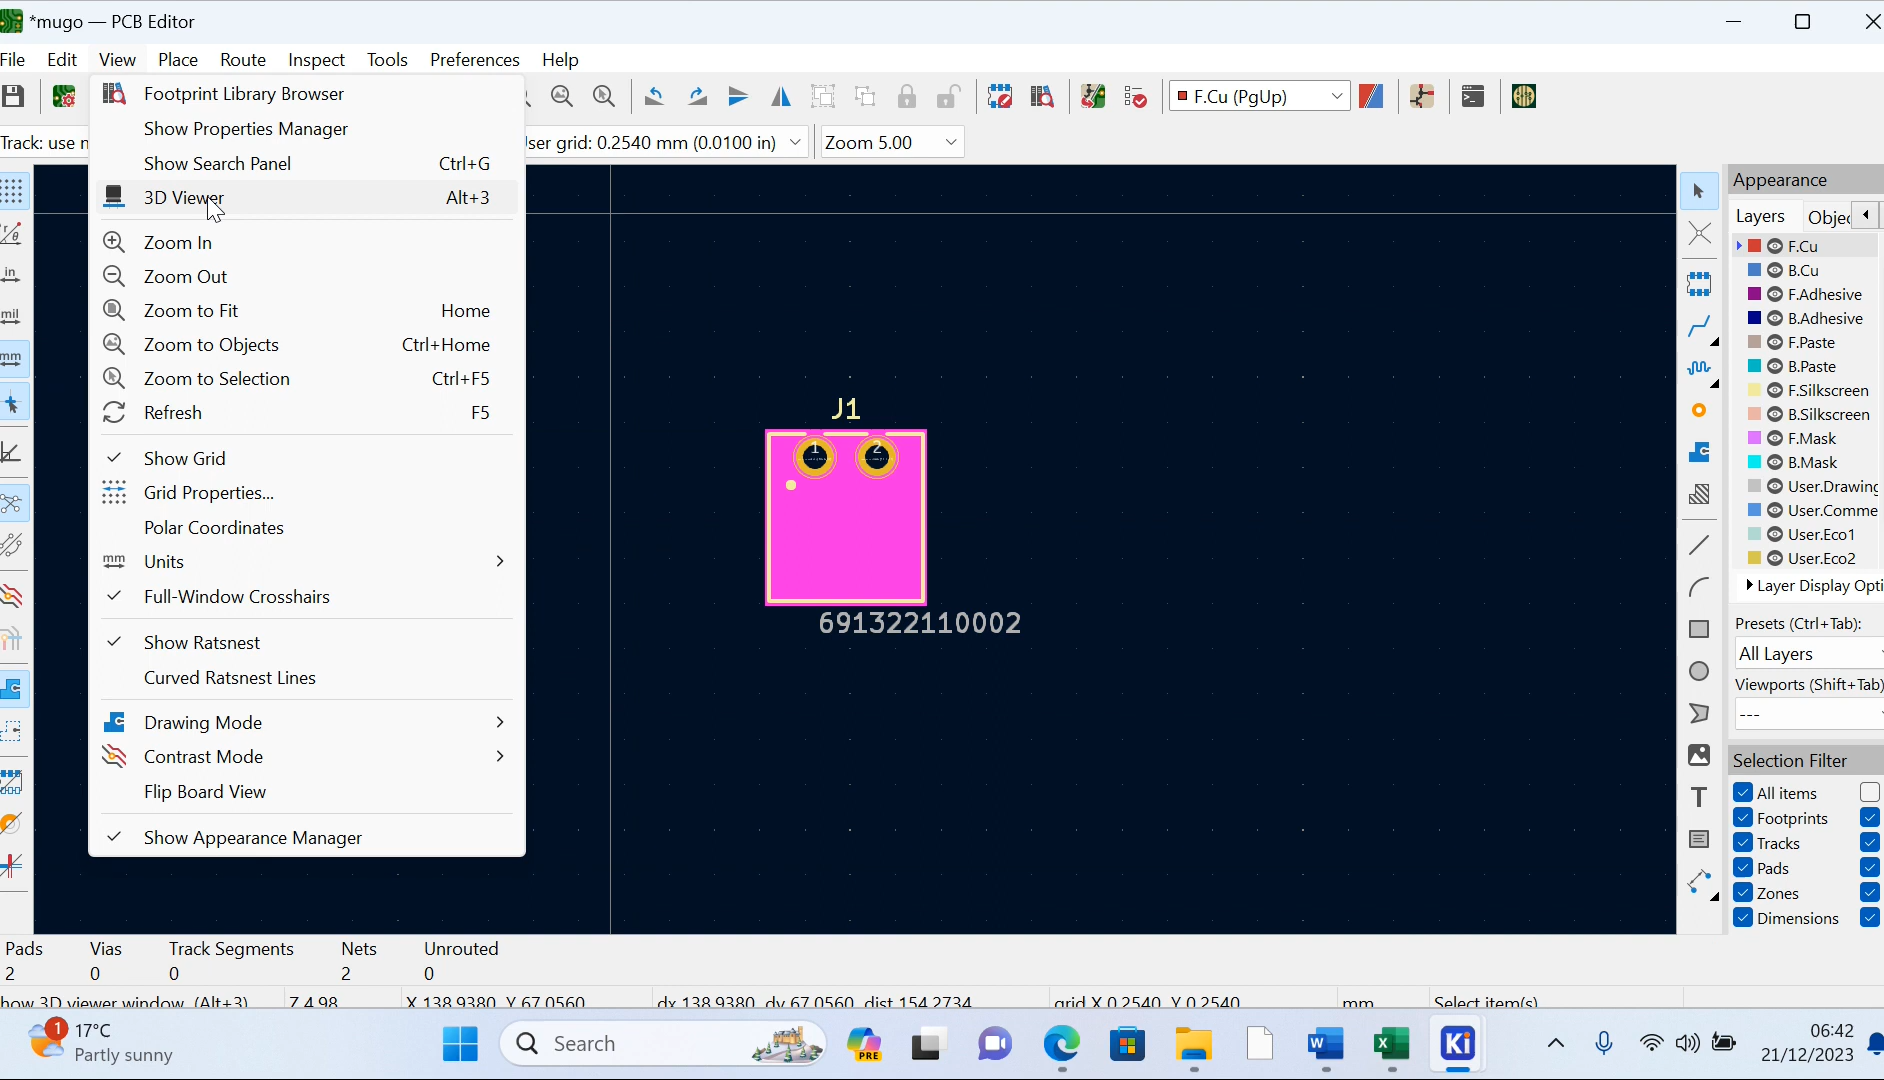 *mugo — PCB Editor
File Edit View Place Route Inspect Tools Preferences Help
F.Cu (PgUp)
Track: use
User grid: 0.2540 mm (0.0100 in)
Zoom 5.00
Footprint Library Browser
Show Properties Manager
Show Search Panel Ctrl+G
3D Viewer Alt+3
Zoom In
Zoom Out
Zoom to Fit Home
Zoom to Objects Ctrl+Home
Zoom to Selection Ctrl+F5
Refresh F5
Show Grid
Grid Properties...
Polar Coordinates
mm Units
Full-Window Crosshairs
Show Ratsnest
Curved Ratsnest Lines
Drawing Mode
Contrast Mode
Flip Board View
Show Appearance Manager
in
mil
mm
J1
1 2
691322110002
Appearance
Layers Objec
F.Cu
B.Cu
F.Adhesive
B.Adhesive
F.Paste
B.Paste
F.Silkscreen
B.Silkscreen
F.Mask
B.Mask
User.Drawing
User.Comme
User.Eco1
User.Eco2
Layer Display Opti
Presets (Ctrl+Tab):
All Layers
Viewports (Shift+Tab)
---
Selection Filter
All items
Footprints
Tracks
Pads
Zones
Dimensions
Pads Vias Track Segments Nets Unrouted
2 0 0 2 0
how 3D viewer window (Alt+3) Z 4.98 X 138.9380 Y 67.0560 dx 138.9380 dy 67.0560 dist 154.2734 grid X 0.2540 Y 0.2540 mm Select item(s)
1 17°C
Partly sunny
Search
PRE
Ki
06:42
21/12/2023